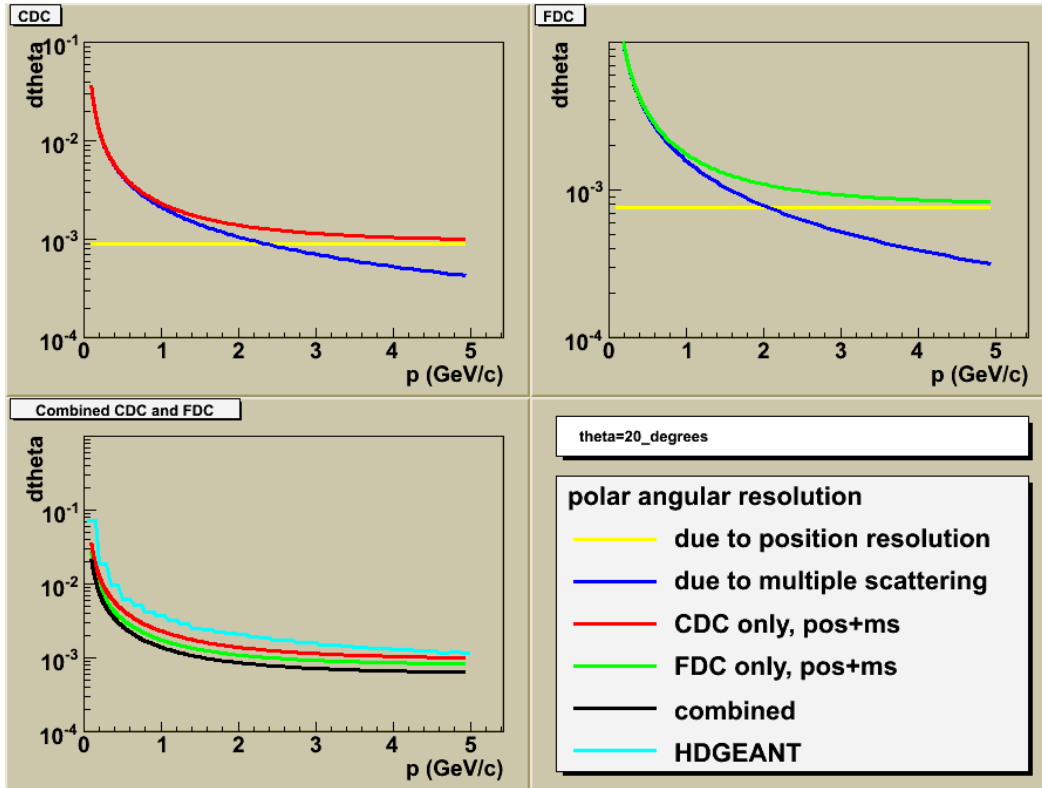 CDC
dtheta
10^-1
10^-2
10^-3
10^-4
0 1 2 3 4 5
p (GeV/c)
FDC
dtheta
10^-3
10^-4
0 1 2 3 4 5
p (GeV/c)
Combined CDC and FDC
dtheta
10^-1
10^-2
10^-3
10^-4
0 1 2 3 4 5
p (GeV/c)
theta=20_degrees
polar angular resolution
due to position resolution
due to multiple scattering
CDC only, pos+ms
FDC only, pos+ms
combined
HDGEANT